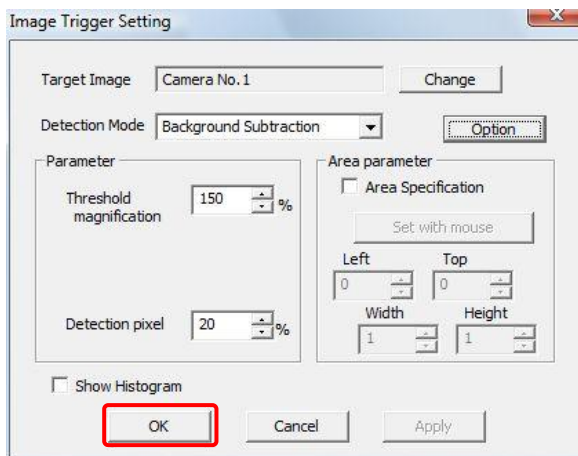 Image Trigger Setting
Target Image Camera No.1 Change
Detection Mode Background Subtraction Option
Parameter
Threshold magnification 150 %
Detection pixel 20 %
Area parameter
Area Specification
Set with mouse
Left Top
0 0
Width Height
1 1
Show Histogram
OK Cancel Apply